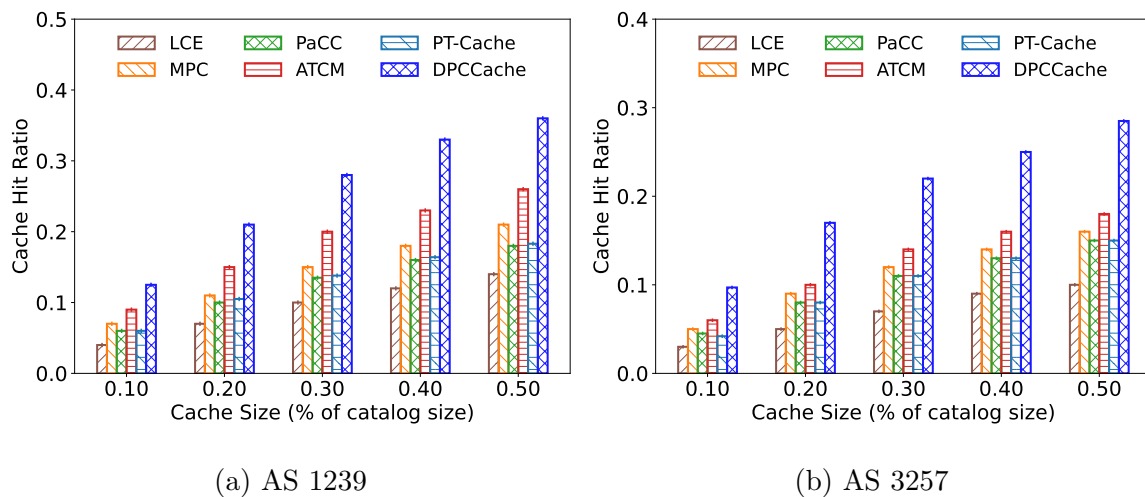 0.5
0.4
0.3
0.2
0.1
0.0
Cache Hit Ratio
LCE PaCC PT-Cache
MPC ATCM DPCCache
0.10 0.20 0.30 0.40 0.50
Cache Size (% of catalog size)
(a) AS 1239
0.4
0.3
0.2
0.1
0.0
Cache Hit Ratio
LCE PaCC PT-Cache
MPC ATCM DPCCache
0.10 0.20 0.30 0.40 0.50
Cache Size (% of catalog size)
(b) AS 3257